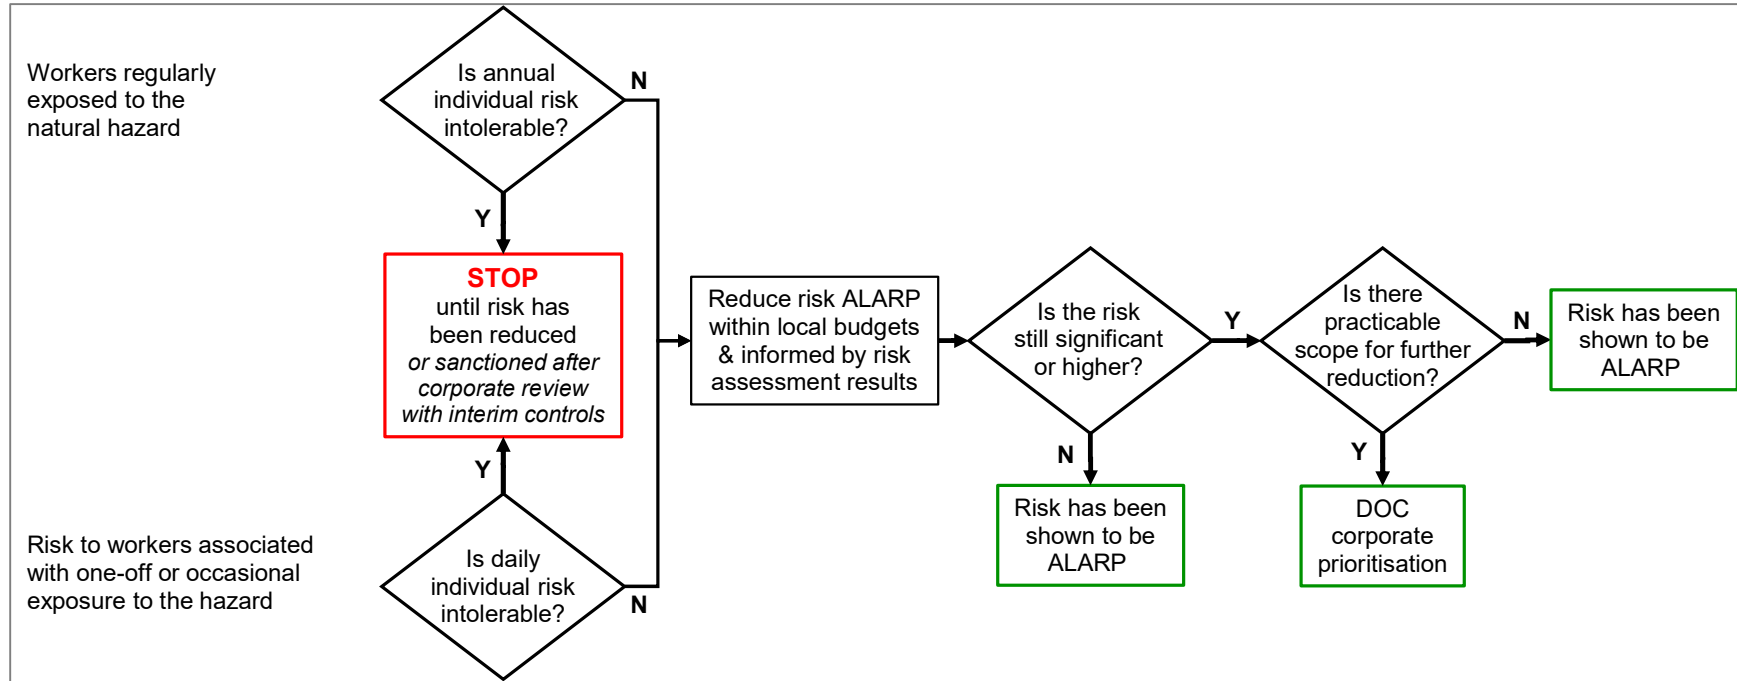 Workers regularly
exposed to the
natural hazard
Is annual
individual risk
intolerable?
N
Y
STOP
until risk has
been reduced
or sanctioned after
corporate review
with interim controls
Y
Risk to workers associated
with one-off or occasional
exposure to the hazard
Is daily
individual risk
intolerable?
N
Reduce risk ALARP
within local budgets
& informed by risk
assessment results
Is the risk
still significant
or higher?
Y
N
Risk has been
shown to be
ALARP
Is there
practicable
scope for further
reduction?
N
Y
Risk has been
shown to be
ALARP
DOC
corporate
prioritisation